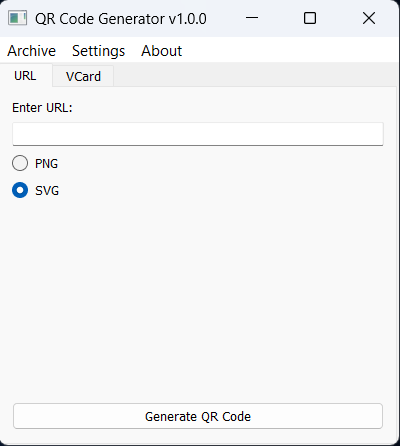 QR Code Generator v1.0.0
Archive Settings About
URL VCard
Enter URL:
PNG
SVG
Generate QR Code